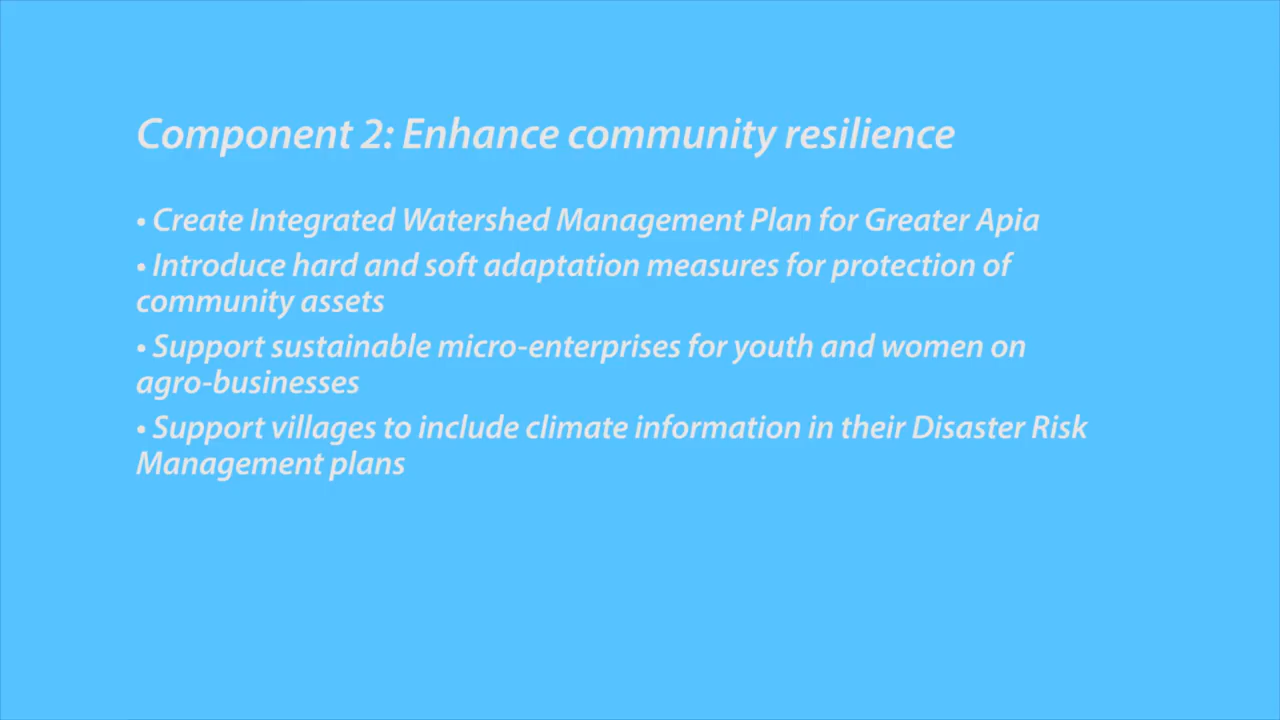 Component 2: Enhance community resilience
• Create Integrated Watershed Management Plan for Greater Apia
• Introduce hard and soft adaptation measures for protection of
community assets
• Support sustainable micro-enterprises for youth and women on
agro-businesses
• Support villages to include climate information in their Disaster Risk
Management plans